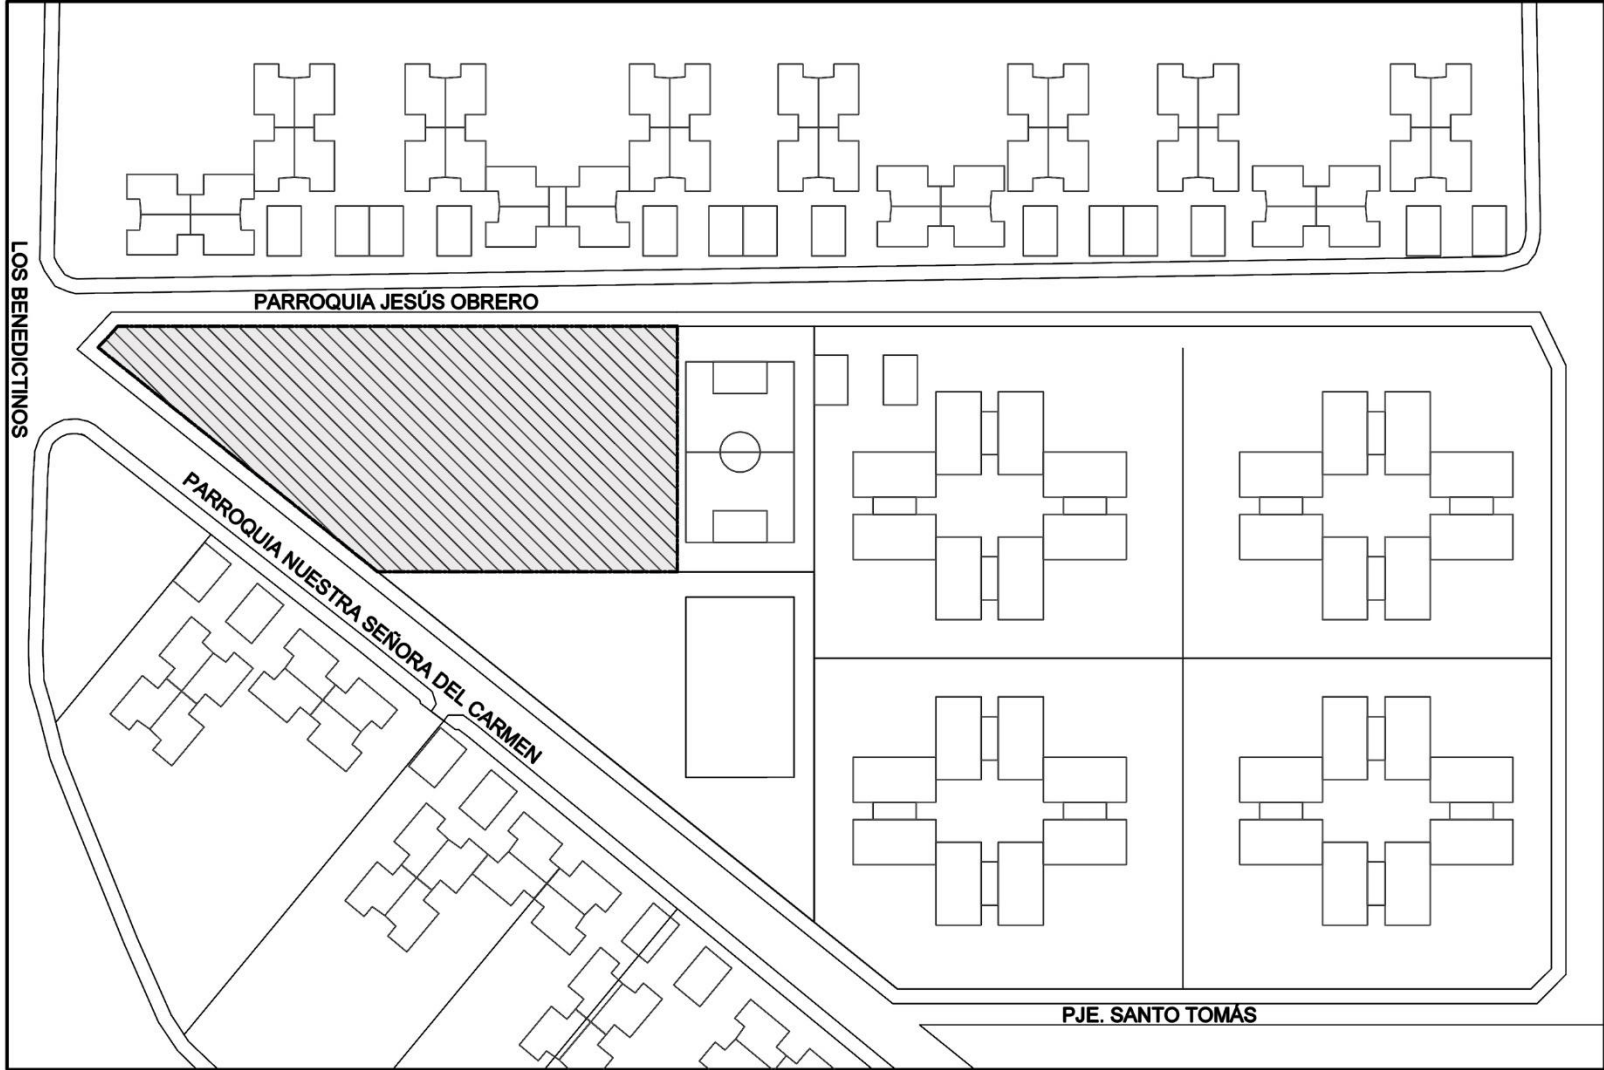 LOS BENEDICTINOS
PARROQUIA JESÚS OBRERO
PARROQUIA NUESTRA SEÑORA DEL CARMEN
PJE. SANTO TOMÁS